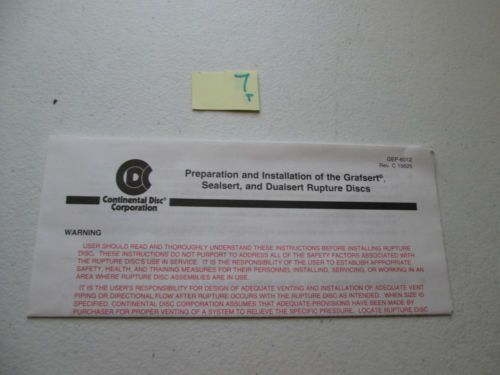 7
T
GEP-6012
Rev. C 15625
CDC
Continental Disc®
Corporation
Preparation and Installation of the Grafsert®,
Sealsert, and Dualsert Rupture Discs
WARNING
USER SHOULD READ AND THOROUGHLY UNDERSTAND THESE INSTRUCTIONS BEFORE INSTALLING RUPTURE
DISC. THESE INSTRUCTIONS DO NOT PURPORT TO ADDRESS ALL OF THE SAFETY FACTORS ASSOCIATED WITH
THE RUPTURE DISC'S USE IN SERVICE. IT IS THE RESPONSIBILITY OF THE USER TO ESTABLISH APPROPRIATE
SAFETY, HEALTH, AND TRAINING MEASURES FOR THEIR PERSONNEL INSTALLING, SERVICING, OR WORKING IN AN
AREA WHERE RUPTURE DISC ASSEMBLIES ARE IN USE.
IT IS THE USER'S RESPONSIBILITY FOR DESIGN OF ADEQUATE VENTING AND INSTALLATION OF ADEQUATE VENT
PIPING OR DIRECTIONAL FLOW AFTER RUPTURE OCCURS WITH THE RUPTURE DISC AS INTENDED. WHEN SIZE IS
SPECIFIED, CONTINENTAL DISC CORPORATION ASSUMES THAT ADEQUATE PROVISIONS HAVE BEEN MADE BY
PURCHASER FOR PROPER VENTING OF A SYSTEM TO RELIEVE THE SPECIFIC PRESSURE. LOCATE RUPTURE DISC